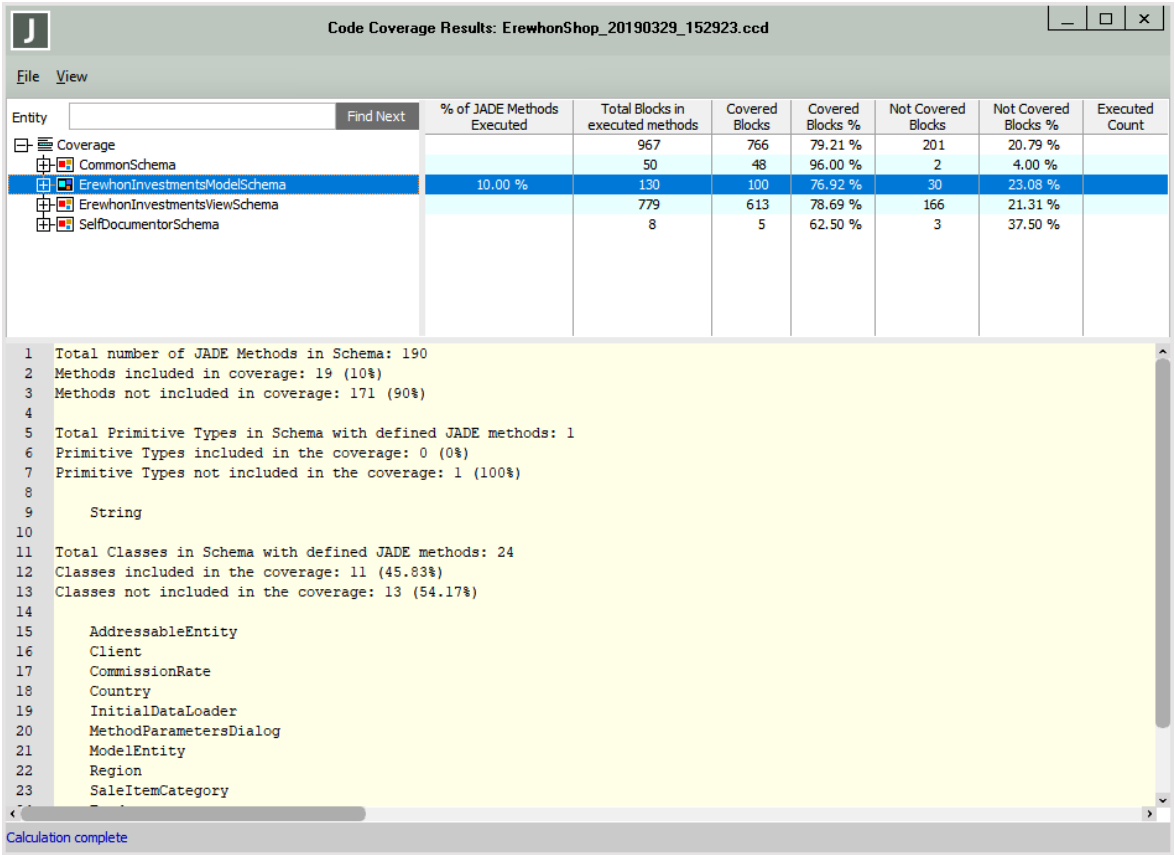 J
Code Coverage Results: ErewhonShop_20190329_152923.ccd
File View
Entity Find Next % of JADE Methods Executed Total Blocks in executed methods Covered Blocks Covered Blocks % Not Covered Blocks Not Covered Blocks % Executed Count
Coverage 967 766 79.21 % 201 20.79 %
CommonSchema 50 48 96.00 % 2 4.00 %
ErewhonInvestmentsModelSchema 10.00 % 130 100 76.92 % 30 23.08 %
ErewhonInvestmentsViewSchema 779 613 78.69 % 166 21.31 %
SelfDocumentorSchema 8 5 62.50 % 3 37.50 %
1 Total number of JADE Methods in Schema: 190
2 Methods included in coverage: 19 (10%)
3 Methods not included in coverage: 171 (90%)
4
5 Total Primitive Types in Schema with defined JADE methods: 1
6 Primitive Types included in the coverage: 0 (0%)
7 Primitive Types not included in the coverage: 1 (100%)
8
9 String
10
11 Total Classes in Schema with defined JADE methods: 24
12 Classes included in the coverage: 11 (45.83%)
13 Classes not included in the coverage: 13 (54.17%)
14
15 AddressableEntity
16 Client
17 CommissionRate
18 Country
19 InitialDataLoader
20 MethodParametersDialog
21 ModelEntity
22 Region
23 SaleItemCategory
Calculation complete